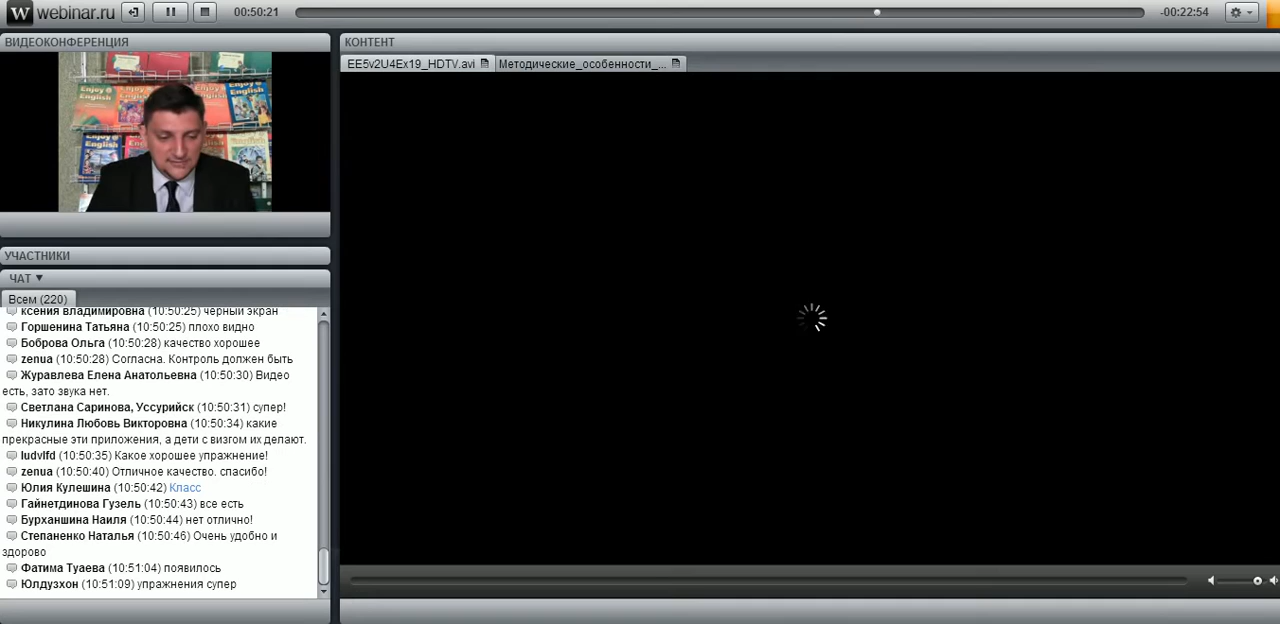 W webinar.ru 00:50:21 -00:22:54
ВИДЕОКОНФЕРЕНЦИЯ
Enjoy English
УЧАСТНИКИ
ЧАТ ▼
Всем (220)
ксения владимировна (10:50:25) черный экран
Горшенина Татьяна (10:50:25) плохо видно
Боброва Ольга (10:50:28) качество хорошее
zenua (10:50:28) Согласна. Контроль должен быть
Журавлева Елена Анатольевна (10:50:30) Видео
есть, зато звука нет.
Светлана Саринова, Уссурийск (10:50:31) супер!
Никулина Любовь Викторовна (10:50:34) какие
прекрасные эти приложения, а дети с визгом их делают.
ludvlfd (10:50:35) Какое хорошее упражнение!
zenua (10:50:40) Отличное качество. спасибо!
Юлия Кулешина (10:50:42) Класс
Гайнетдинова Гузель (10:50:43) все есть
Бурханшина Наиля (10:50:44) нет отлично!
Степаненко Наталья (10:50:46) Очень удобно и
здорово
Фатима Туаева (10:51:04) появилось
Юлдузхон (10:51:09) упражнения супер
КОНТЕНТ
EE5v2U4Ex19_HDTV.avi Методические_особенности_...